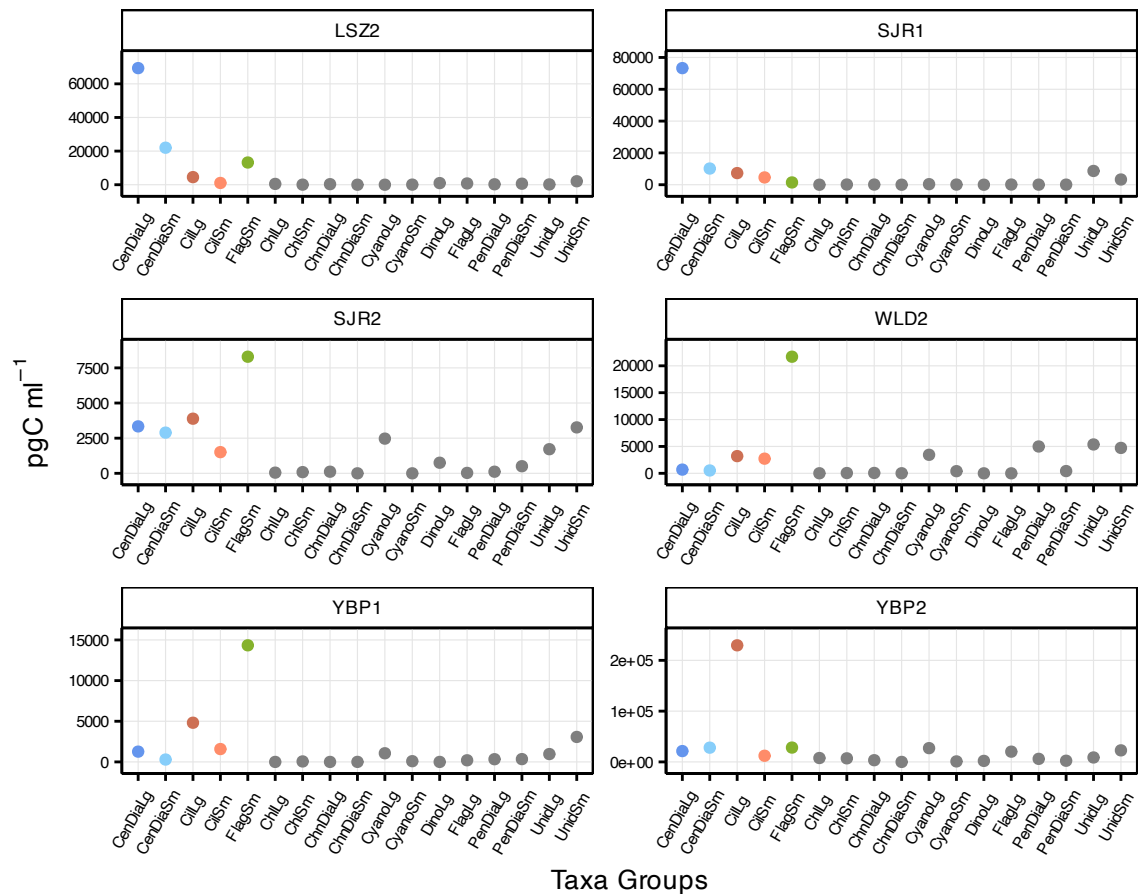 LSZ2
SJR1
60000
40000
20000
0
80000
60000
40000
20000
0
CenDiaLg CenDiaSm CilLg CilSm FlagSm ChlLg ChlSm ChnDiaLg ChnDiaSm CyanoLg CyanoSm DinoLg FlagLg PenDiaLg PenDiaSm UnidLg UnidSm
CenDiaLg CenDiaSm CilLg CilSm FlagSm ChlLg ChlSm ChnDiaLg ChnDiaSm CyanoLg CyanoSm DinoLg FlagLg PenDiaLg PenDiaSm UnidLg UnidSm
SJR2
WLD2
7500
5000
2500
0
20000
15000
10000
5000
0
CenDiaLg CenDiaSm CilLg CilSm FlagSm ChlLg ChlSm ChnDiaLg ChnDiaSm CyanoLg CyanoSm DinoLg FlagLg PenDiaLg PenDiaSm UnidLg UnidSm
CenDiaLg CenDiaSm CilLg CilSm FlagSm ChlLg ChlSm ChnDiaLg ChnDiaSm CyanoLg CyanoSm DinoLg FlagLg PenDiaLg PenDiaSm UnidLg UnidSm
pgC ml⁻¹
YBP1
YBP2
15000
10000
5000
0
2e+05
1e+05
0e+00
CenDiaLg CenDiaSm CilLg CilSm FlagSm ChlLg ChlSm ChnDiaLg ChnDiaSm CyanoLg CyanoSm DinoLg FlagLg PenDiaLg PenDiaSm UnidLg UnidSm
CenDiaLg CenDiaSm CilLg CilSm FlagSm ChlLg ChlSm ChnDiaLg ChnDiaSm CyanoLg CyanoSm DinoLg FlagLg PenDiaLg PenDiaSm UnidLg UnidSm
Taxa Groups